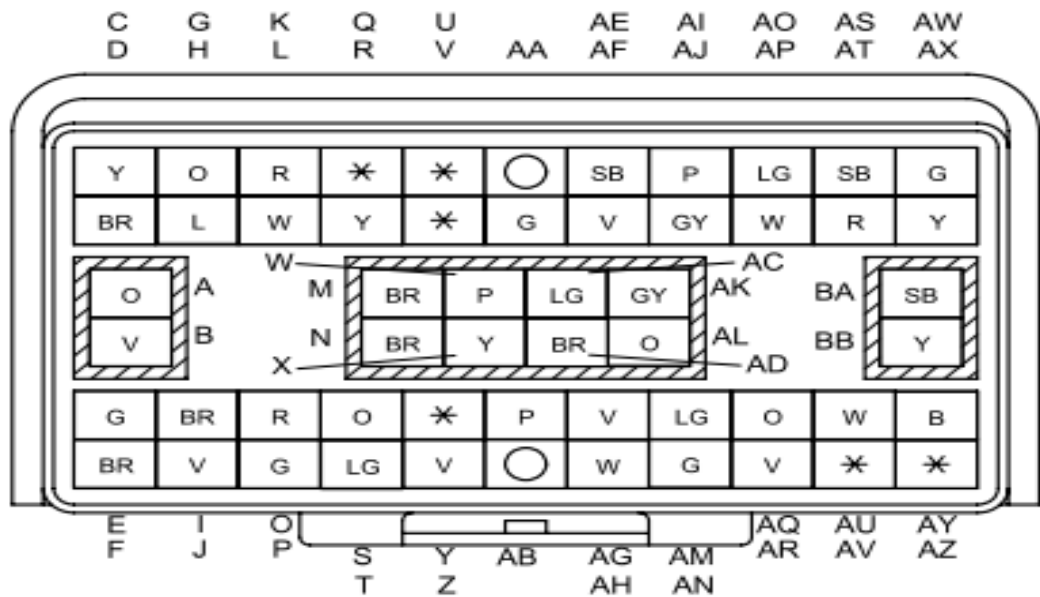 C G K Q U AE AI AO AS AW
D H L R V AA AF AJ AP AT AX
Y O R * * SB P LG SB G
BR L W Y * G V GY W R Y
W AC
O A M BR P LG GY AK BA SB
V B N BR Y BR O AL BB Y
X AD
G BR R O * P V LG O W B
BR V G LG V W G V * *
E I O AQ AU AY
F J P AR AV AZ
S Y AB AG AM
T Z AH AN